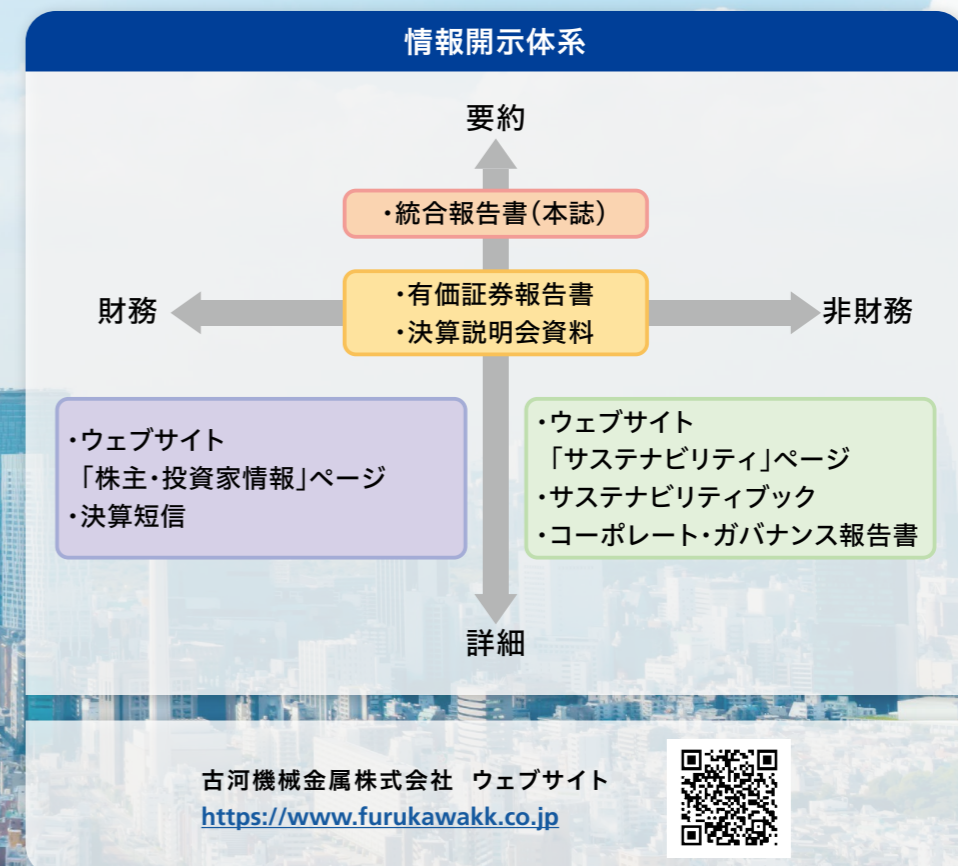 情報開示体系
要約
・統合報告書(本誌)
財務
・有価証券報告書
・決算説明会資料
非財務
・ウェブサイト
「株主・投資家情報」ページ
・決算短信
・ウェブサイト
「サステナビリティ」ページ
・サステナビリティブック
・コーポレート・ガバナンス報告書
詳細
古河機械金属株式会社 ウェブサイト
https://www.furukawakk.co.jp